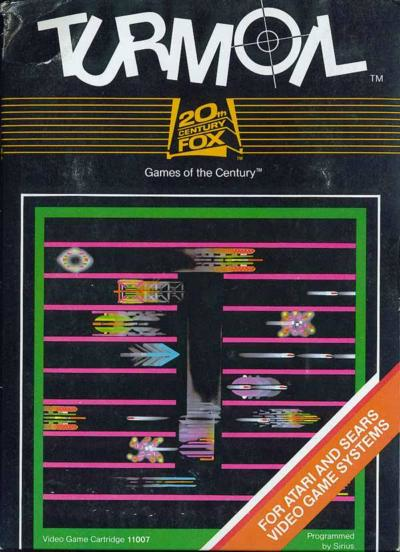 TURMOIL
TM
20th
CENTURY
FOX
TM
Games of the Century™
FOR ATARI AND SEARS
VIDEO GAME SYSTEMS
Video Game Cartridge 11007
Programmed
by Sirius